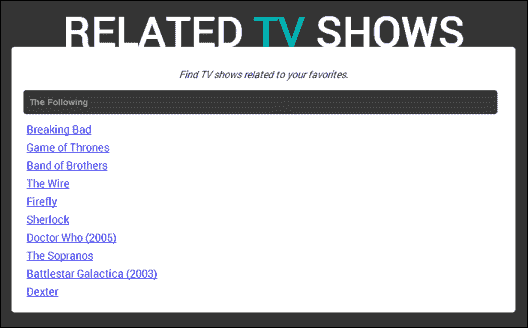 RELATED TV SHOWS
Find TV shows related to your favorites.
The Following
Breaking Bad
Game of Thrones
Band of Brothers
The Wire
Firefly
Sherlock
Doctor Who (2005)
The Sopranos
Battlestar Galactica (2003)
Dexter